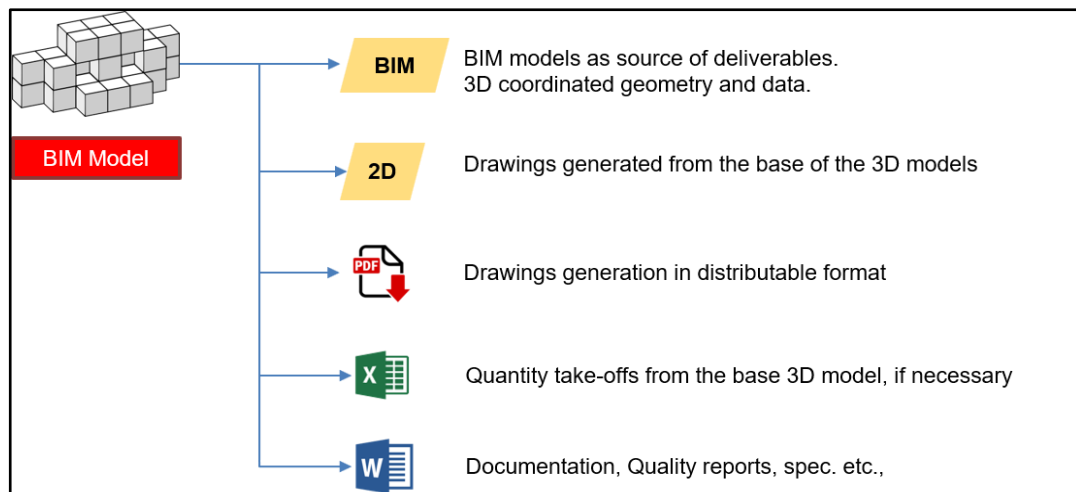 BIM Model
BIM
BIM models as source of deliverables.
3D coordinated geometry and data.
2D
Drawings generated from the base of the 3D models
PDF
Drawings generation in distributable format
X
Quantity take-offs from the base 3D model, if necessary
W
Documentation, Quality reports, spec. etc.,